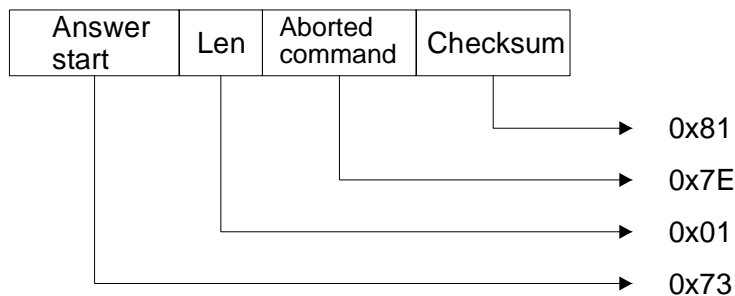 Answer
start
Len
Aborted
command
Checksum
0x81
0x7E
0x01
0x73